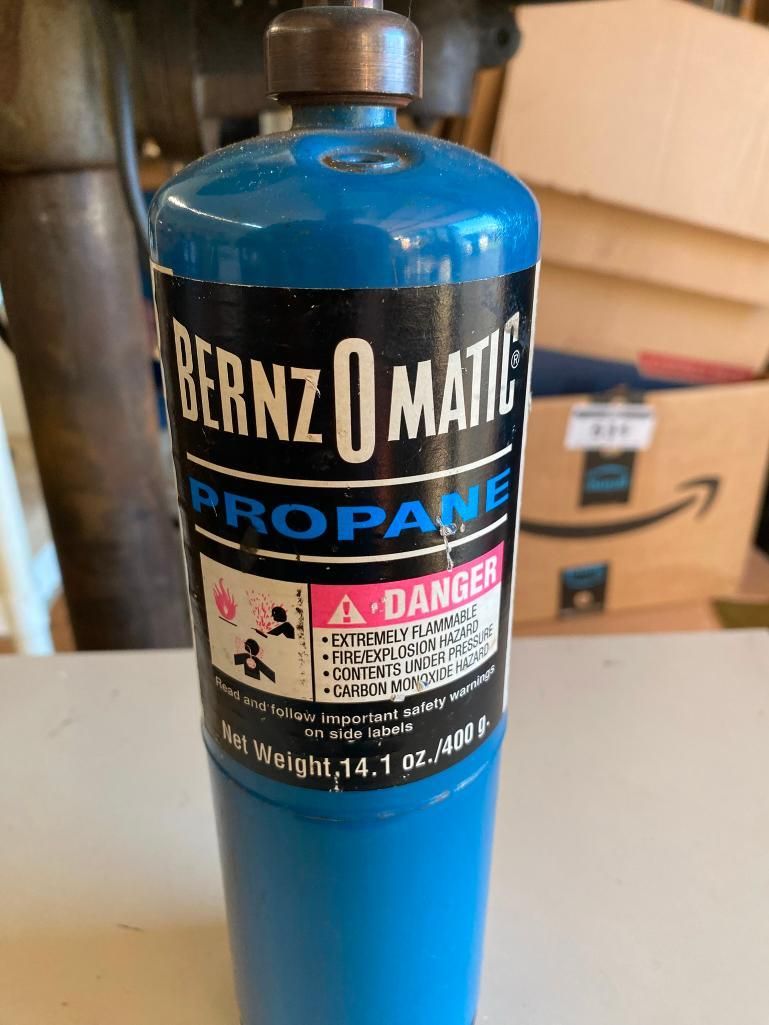 BERNZOMATIC®
PROPANE
DANGER
• EXTREMELY FLAMMABLE
• FIRE/EXPLOSION HAZARD
• CONTENTS UNDER PRESSURE
• CARBON MONOXIDE HAZARD
Read and follow important safety warnings
on side labels
Net Weight 14.1 oz./400 g.